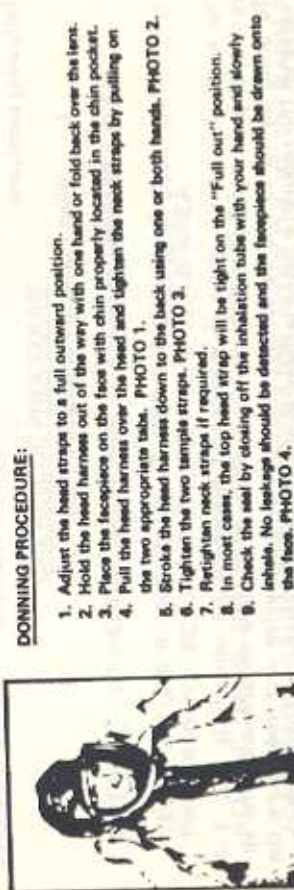 DONNING PROCEDURE:
1. Adjust the head straps to a full outward position.
2. Hold the head harness out of the way with one hand or fold back over the lens.
3. Place the facepiece on the face with chin properly located in the chin pocket.
4. Pull the head harness over the head and tighten the neck straps by pulling on
the two appropriate tabs. PHOTO 1.
5. Stroke the head harness down to the back using one or both hands. PHOTO 2.
6. Tighten the two temple straps. PHOTO 3.
7. Retighten neck straps if required.
8. In most cases, the top head strap will be tight on the "Full out" position.
9. Check the seal by closing off the inhalation tube with your hand and slowly
inhale. No leakage should be detected and the facepiece should be drawn onto
the face. PHOTO 4.
1